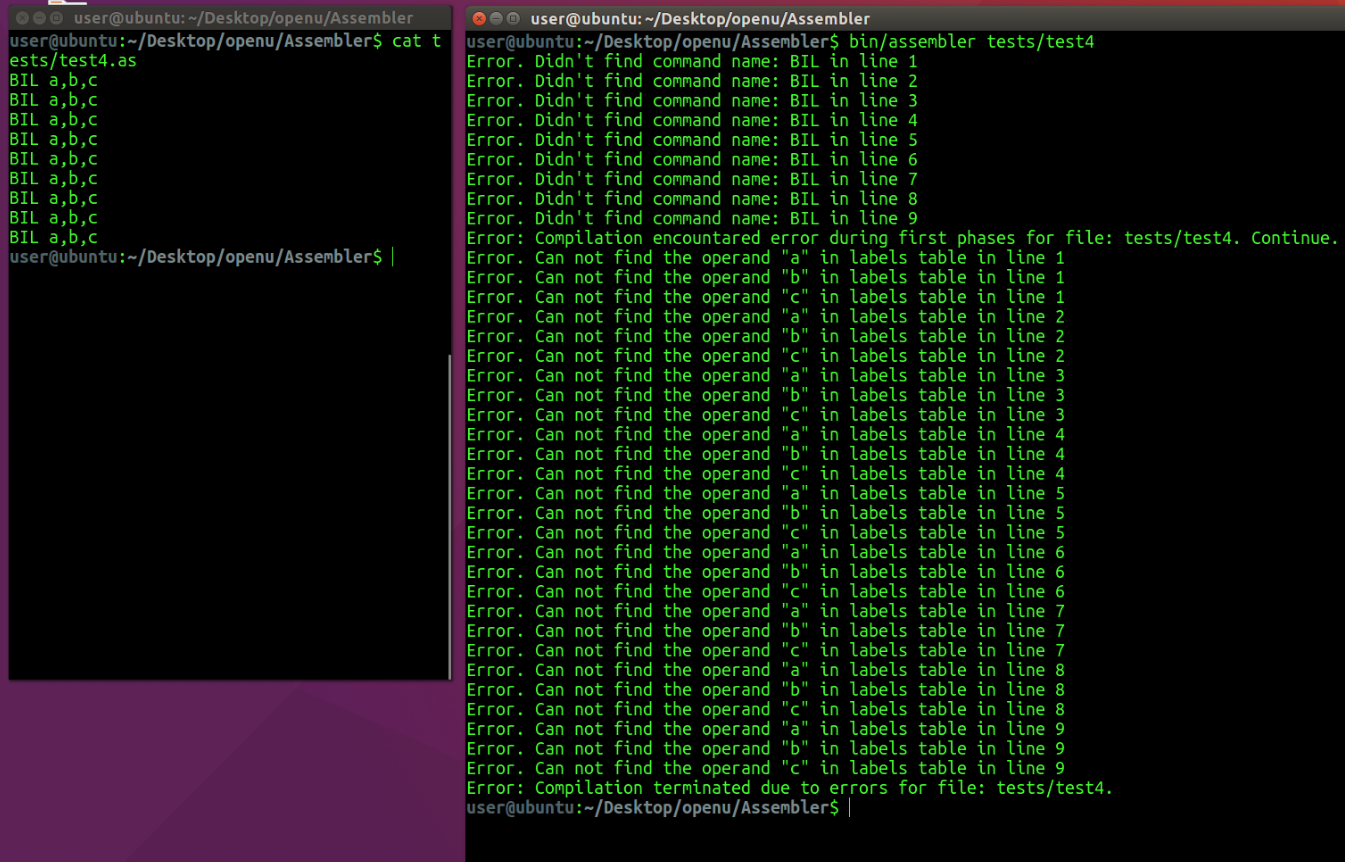 user@ubuntu: ~/Desktop/openu/Assembler
user@ubuntu:~/Desktop/openu/Assembler$ cat t
ests/test4.as
BIL a,b,c
BIL a,b,c
BIL a,b,c
BIL a,b,c
BIL a,b,c
BIL a,b,c
BIL a,b,c
BIL a,b,c
BIL a,b,c
user@ubuntu:~/Desktop/openu/Assembler$
user@ubuntu: ~/Desktop/openu/Assembler
user@ubuntu:~/Desktop/openu/Assembler$ bin/assembler tests/test4
Error. Didn't find command name: BIL in line 1
Error. Didn't find command name: BIL in line 2
Error. Didn't find command name: BIL in line 3
Error. Didn't find command name: BIL in line 4
Error. Didn't find command name: BIL in line 5
Error. Didn't find command name: BIL in line 6
Error. Didn't find command name: BIL in line 7
Error. Didn't find command name: BIL in line 8
Error. Didn't find command name: BIL in line 9
Error: Compilation encountared error during first phases for file: tests/test4. Continue.
Error. Can not find the operand "a" in labels table in line 1
Error. Can not find the operand "b" in labels table in line 1
Error. Can not find the operand "c" in labels table in line 1
Error. Can not find the operand "a" in labels table in line 2
Error. Can not find the operand "b" in labels table in line 2
Error. Can not find the operand "c" in labels table in line 2
Error. Can not find the operand "a" in labels table in line 3
Error. Can not find the operand "b" in labels table in line 3
Error. Can not find the operand "c" in labels table in line 3
Error. Can not find the operand "a" in labels table in line 4
Error. Can not find the operand "b" in labels table in line 4
Error. Can not find the operand "c" in labels table in line 4
Error. Can not find the operand "a" in labels table in line 5
Error. Can not find the operand "b" in labels table in line 5
Error. Can not find the operand "c" in labels table in line 5
Error. Can not find the operand "a" in labels table in line 6
Error. Can not find the operand "b" in labels table in line 6
Error. Can not find the operand "c" in labels table in line 6
Error. Can not find the operand "a" in labels table in line 7
Error. Can not find the operand "b" in labels table in line 7
Error. Can not find the operand "c" in labels table in line 7
Error. Can not find the operand "a" in labels table in line 8
Error. Can not find the operand "b" in labels table in line 8
Error. Can not find the operand "c" in labels table in line 8
Error. Can not find the operand "a" in labels table in line 9
Error. Can not find the operand "b" in labels table in line 9
Error. Can not find the operand "c" in labels table in line 9
Error: Compilation terminated due to errors for file: tests/test4.
user@ubuntu:~/Desktop/openu/Assembler$